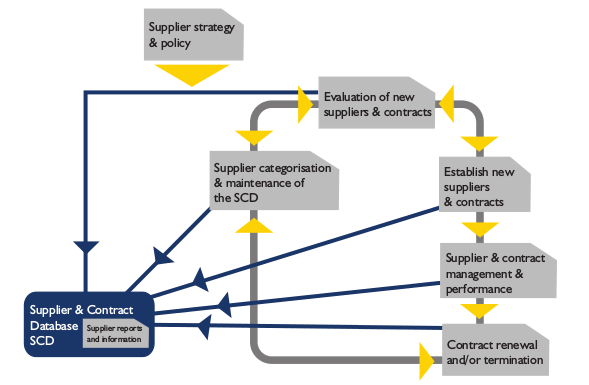 Supplier strategy
& policy
Evaluation of new
suppliers & contracts
Supplier categorisation
& maintenance of
the SCD
Establish new
suppliers
& contracts
Supplier & contract
management &
performance
Supplier & Contract
Database
SCD
Supplier reports
and information
Contract renewal
and/or termination